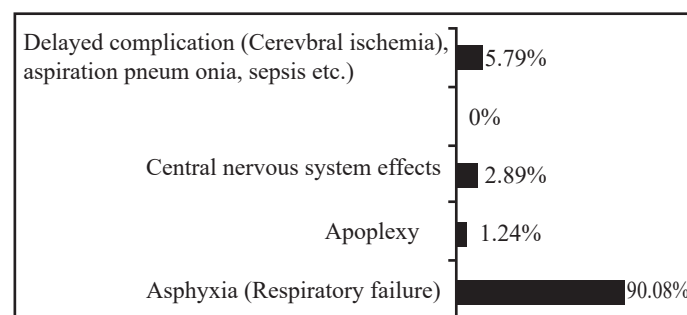 Delayed complication (Cerevbral ischemia),
aspiration pneum onia, sepsis etc.)
5.79%
0%
Central nervous system effects
2.89%
Apoplexy
1.24%
Asphyxia (Respiratory failure)
90.08%